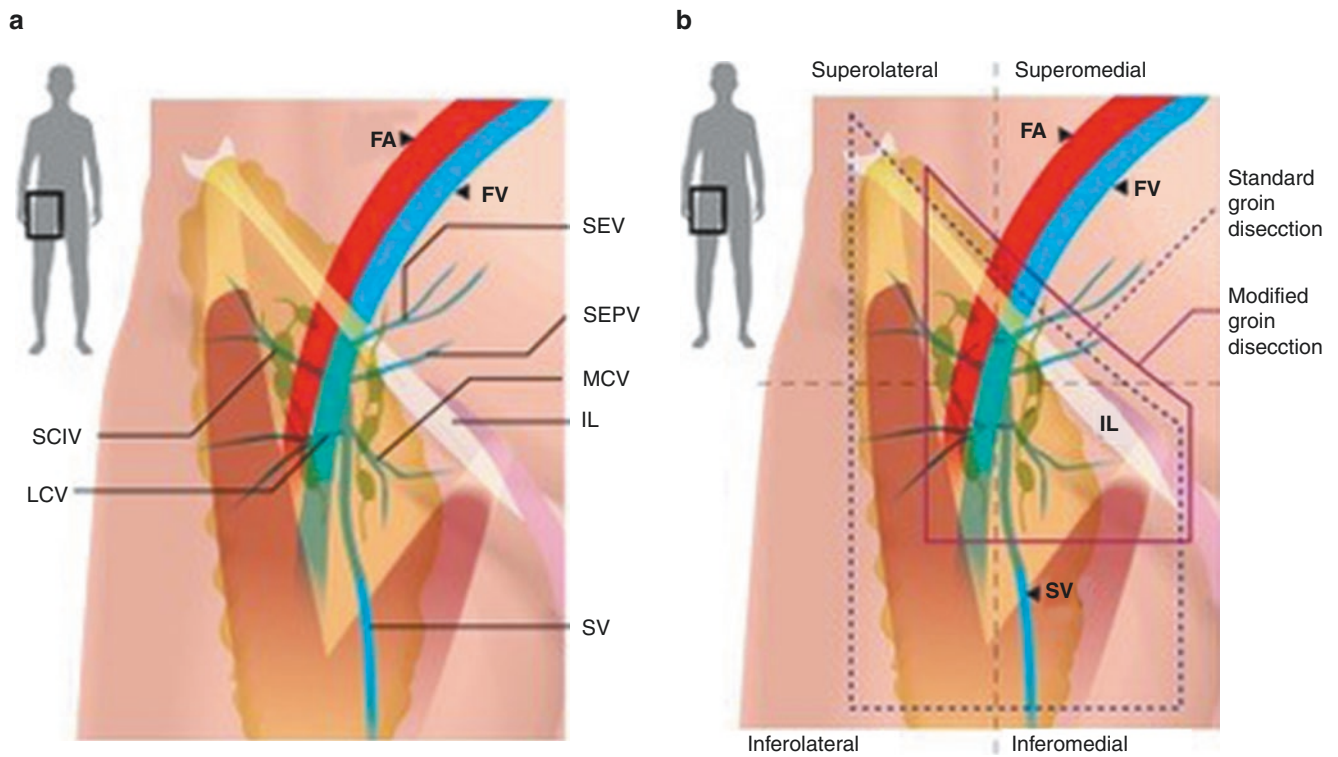 a
FA
FV
SEV
SEPV
MCV
IL
SCIV
LCV
SV
b
Superolateral
Superomedial
FA
FV
Standard
groin
disecction
Modified
groin
disecction
IL
SV
Inferolateral
Inferomedial